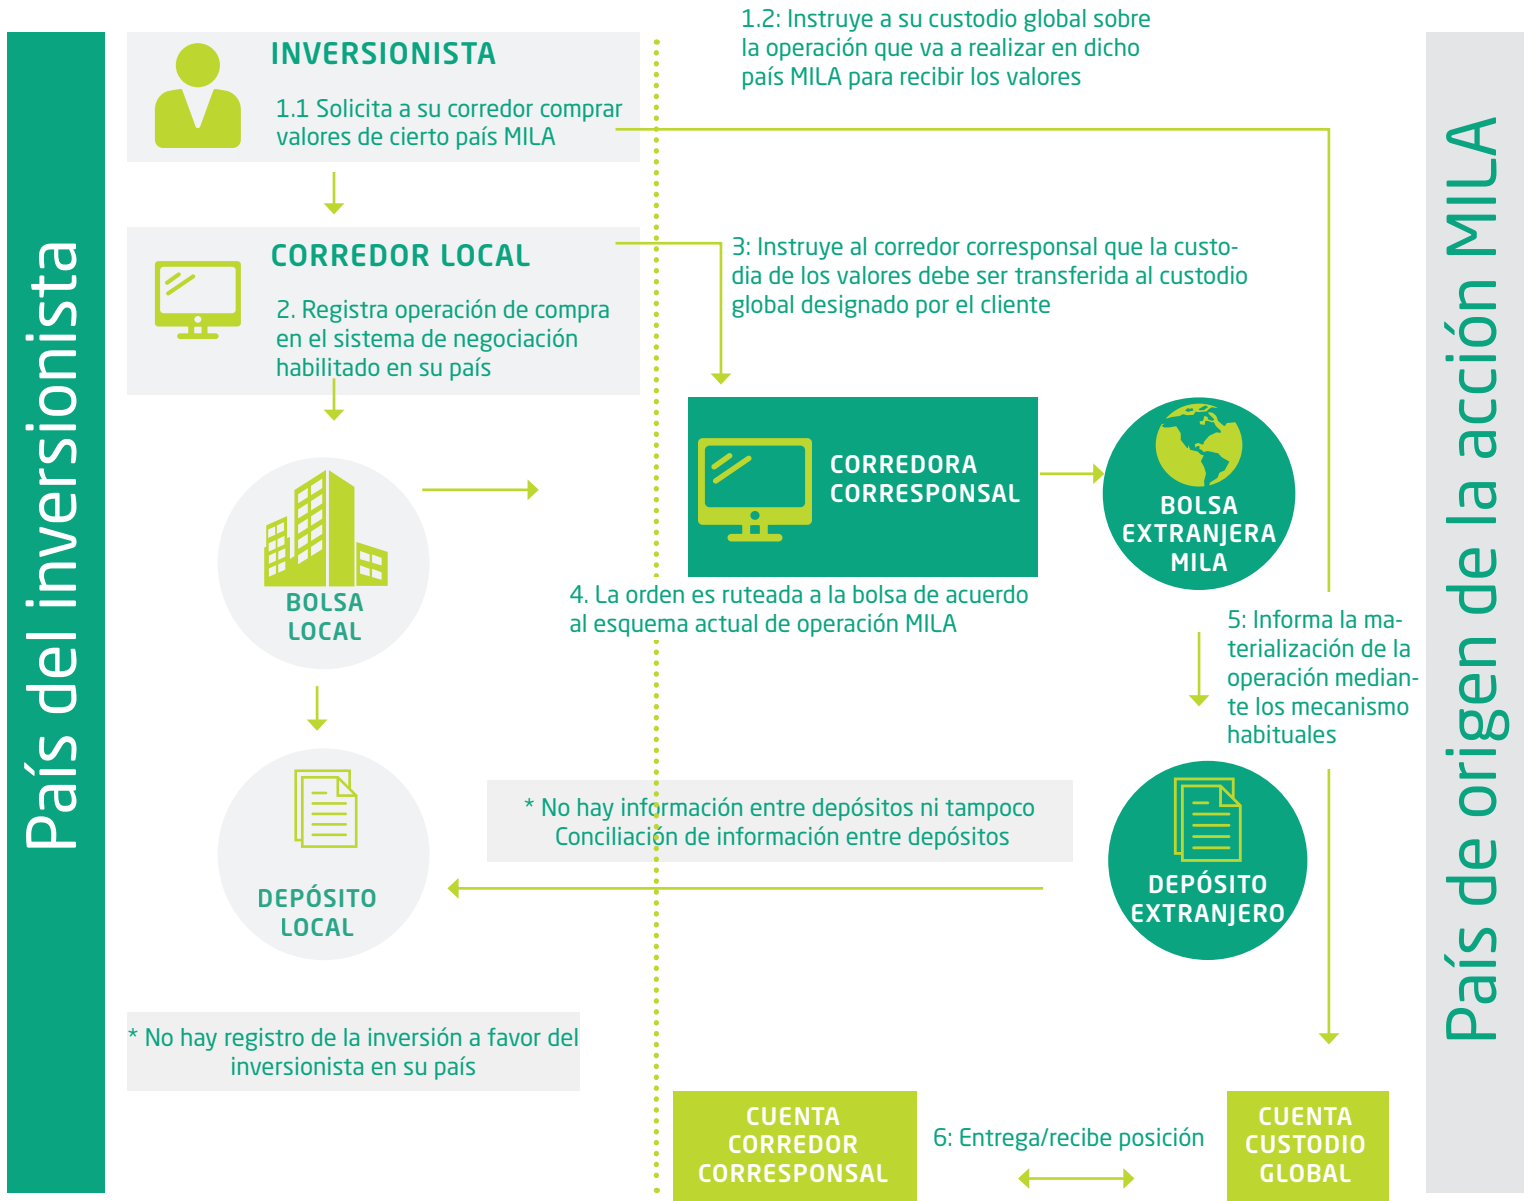 País del inversionista
INVERSIONISTA
1.1 Solicita a su corredor comprar
valores de cierto país MILA
1.2: Instruye a su custodio global sobre
la operación que va a realizar en dicho
país MILA para recibir los valores
CORREDOR LOCAL
2. Registra operación de compra
en el sistema de negociación
habilitado en su país
3: Instruye al corredor corresponsal que la custo-
dia de los valores debe ser transferida al custodio
global designado por el cliente
CORREDORA
CORRESPONSAL
BOLSA
EXTRANJERA
MILA
BOLSA
LOCAL
4. La orden es ruteada a la bolsa de acuerdo
al esquema actual de operación MILA
5: Informa la ma-
terialización de la
operación median-
te los mecanismo
habituales
* No hay información entre depósitos ni tampoco
Conciliación de información entre depósitos
DEPÓSITO
LOCAL
DEPÓSITO
EXTRANJERO
* No hay registro de la inversión a favor del
inversionista en su país
CUENTA
CORREDOR
CORRESPONSAL
6: Entrega/recibe posición
CUENTA
CUSTODIO
GLOBAL
País de origen de la acción MILA